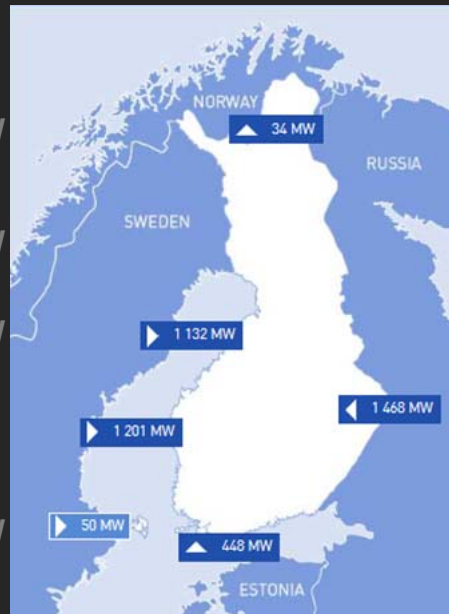 NORWAY
34 MW
RUSSIA
SWEDEN
1 132 MW
1 468 MW
1 201 MW
50 MW
448 MW
ESTONIA